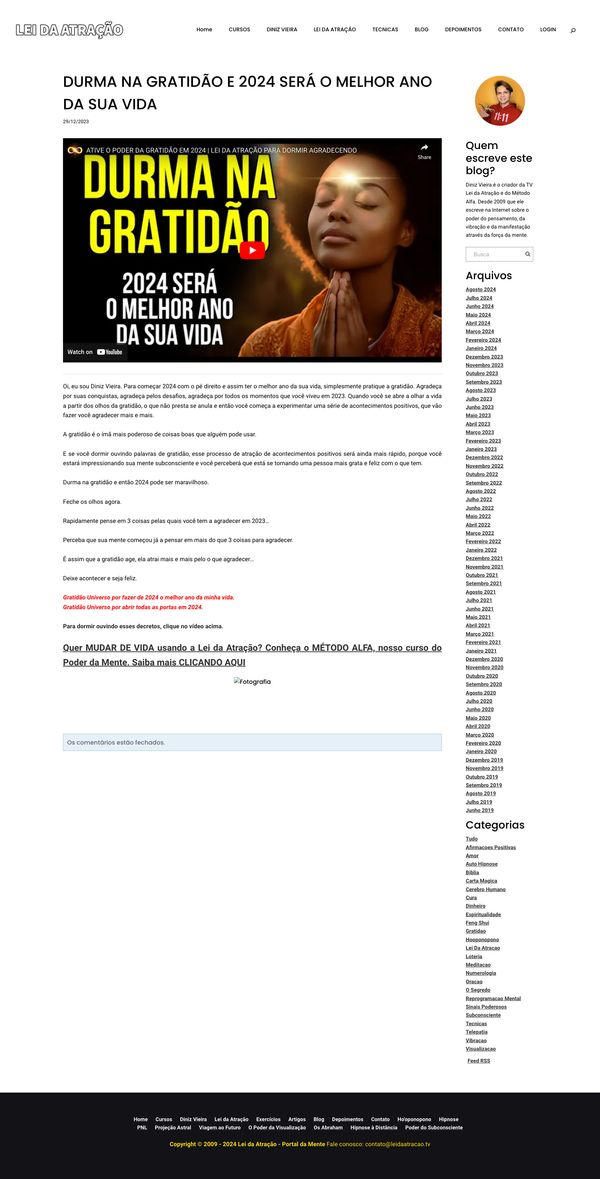 LEI DA ATRAÇÃO
Home CURSOS DINIZ VIEIRA LEI DA ATRAÇÃO TECNICAS BLOG DEPOIMENTOS CONTATO LOGIN
DURMA NA GRATIDÃO E 2024 SERÁ O MELHOR ANO
DA SUA VIDA
29/12/2023
ATIVE O PODER DA GRATIDÃO EM 2024 | LEI DA ATRAÇÃO PARA DORMIR AGRADECENDO
Share
DURMA NA
GRATIDÃO
2024 SERÁ
O MELHOR ANO
DA SUA VIDA
Watch on YouTube
Oi, eu sou Diniz Vieira. Para começar 2024 com o pé direito e assim ter o melhor ano da sua vida, simplesmente pratique a gratidão. Agradeça
por suas conquistas, agradeça pelos desafios, agradeça por todos os momentos que você viveu em 2023. Quando você se abre a olhar a vida
a partir dos olhos da gratidão, o que não presta se anula e então você começa a experimentar uma série de acontecimentos positivos, que vão
fazer você agradecer mais e mais.
A gratidão é o ímã mais poderoso de coisas boas que alguém pode usar.
E se você dormir ouvindo palavras de gratidão, esse processo de atração de acontecimentos positivos será ainda mais rápido, porque você
estará impressionando sua mente subconsciente e você perceberá que está se tornando uma pessoa mais grata e feliz com o que tem.
Durma na gratidão e então 2024 pode ser maravilhoso.
Feche os olhos agora.
Rapidamente pense em 3 coisas pelas quais você tem a agradecer em 2023...
Perceba que sua mente começou já a pensar em mais do que 3 coisas para agradecer.
É assim que a gratidão age, ela atrai mais e mais pelo o que agradecer...
Deixe acontecer e seja feliz.
Gratidão Universo por fazer de 2024 o melhor ano da minha vida.
Gratidão Universo por abrir todas as portas em 2024.
Para dormir ouvindo esses decretos, clique no vídeo acima.
Quer MUDAR DE VIDA usando a Lei da Atração? Conheça o MÉTODO ALFA, nosso curso do
Poder da Mente. Saiba mais CLICANDO AQUI
Fotografia
Os comentários estão fechados.
11:11
Quem
escreve este
blog?
Diniz Vieira é o criador da TV
Lei da Atração e do Método
Alfa. Desde 2009 que ele
escreve na Internet sobre o
poder do pensamento, da
vibração e da manifestação
através da força da mente.
Busca
Arquivos
Agosto 2024
Julho 2024
Junho 2024
Maio 2024
Abril 2024
Março 2024
Fevereiro 2024
Janeiro 2024
Dezembro 2023
Novembro 2023
Outubro 2023
Setembro 2023
Agosto 2023
Julho 2023
Junho 2023
Maio 2023
Abril 2023
Março 2023
Fevereiro 2023
Janeiro 2023
Dezembro 2022
Novembro 2022
Outubro 2022
Setembro 2022
Agosto 2022
Julho 2022
Junho 2022
Maio 2022
Abril 2022
Março 2022
Fevereiro 2022
Janeiro 2022
Dezembro 2021
Novembro 2021
Outubro 2021
Setembro 2021
Agosto 2021
Julho 2021
Junho 2021
Maio 2021
Abril 2021
Março 2021
Fevereiro 2021
Janeiro 2021
Dezembro 2020
Novembro 2020
Outubro 2020
Setembro 2020
Agosto 2020
Julho 2020
Junho 2020
Maio 2020
Abril 2020
Março 2020
Fevereiro 2020
Janeiro 2020
Dezembro 2019
Novembro 2019
Outubro 2019
Setembro 2019
Agosto 2019
Julho 2019
Junho 2019
Categorias
Tudo
Afirmacoes Positivas
Amor
Auto Hipnose
Biblia
Carta Magica
Cerebro Humano
Cura
Dinheiro
Espiritualidade
Feng Shui
Gratidao
Hooponopono
Lei Da Atracao
Loteria
Meditacao
Numerologia
Oracao
O Segredo
Reprogramacao Mental
Sinais Poderosos
Subconsciente
Tecnicas
Telepatia
Vibracao
Visualizacao
Feed RSS
Home Cursos Diniz Vieira Lei da Atração Exercícios Artigos Blog Depoimentos Contato Ho'oponopono Hipnose
PNL Projeção Astral Viagem ao Futuro O Poder da Visualização Os Abraham Hipnose à Distância Poder do Subconsciente
Copyright © 2009 - 2024 Lei da Atração - Portal da Mente Fale conosco: contato@leidaatracao.tv